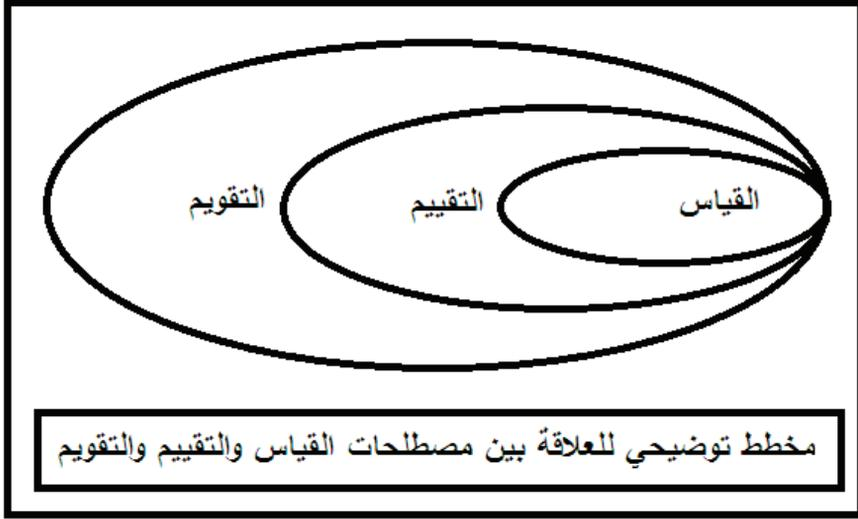 القياس
التقييم
التقويم
مخطط توضيحي للعلاقة بين مصطلحات القياس والتقييم والتقويم